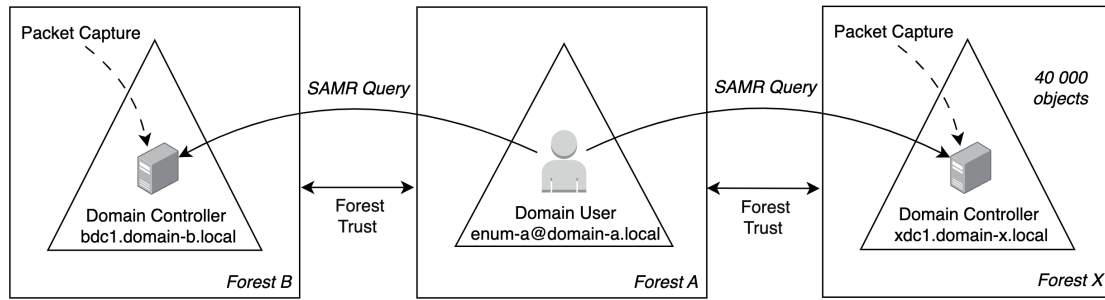 Packet Capture
SAMR Query
Domain Controller
bdc1.domain-b.local
Forest B
Forest
Trust
Domain User
enum-a@domain-a.local
Forest A
SAMR Query
Forest
Trust
Packet Capture
40 000
objects
Domain Controller
xdc1.domain-x.local
Forest X